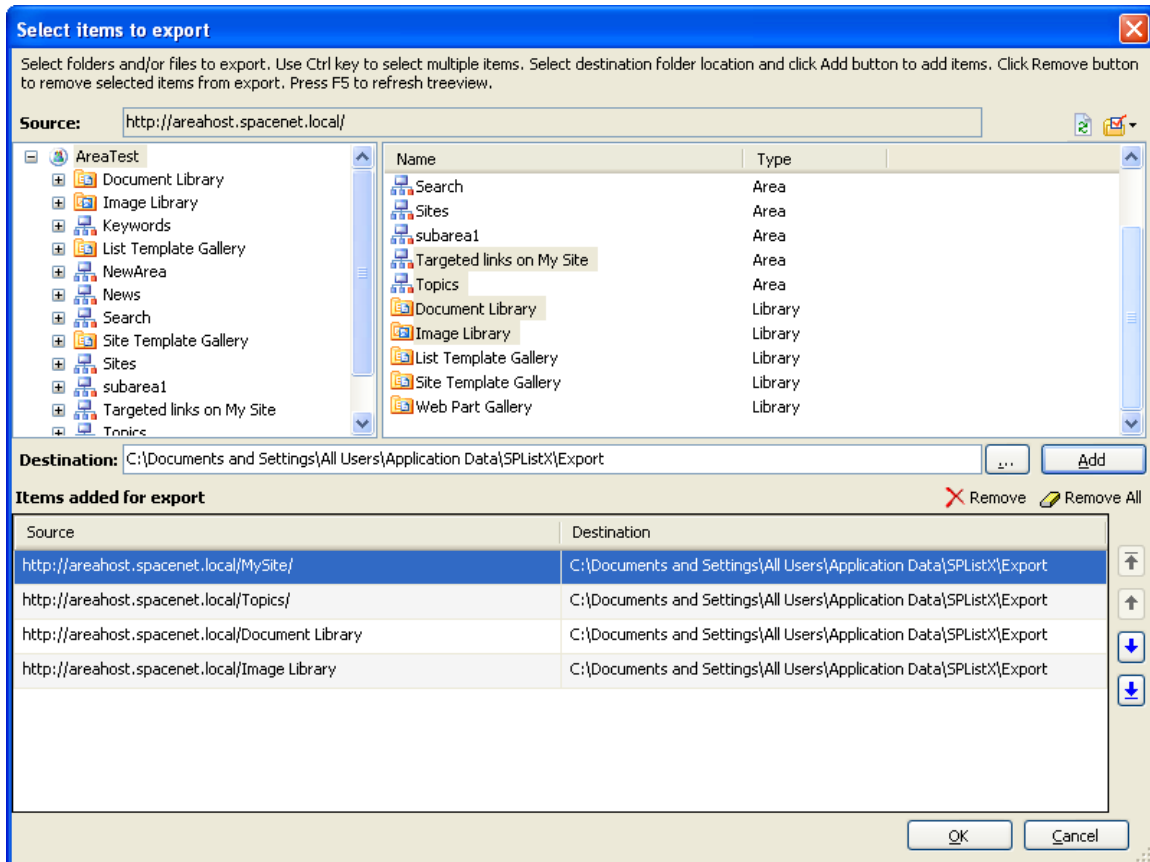 Select items to export
Select folders and/or files to export. Use Ctrl key to select multiple items. Select destination folder location and click Add button to add items. Click Remove button
to remove selected items from export. Press F5 to refresh treeview.
Source: http://areahost.spacenet.local/
AreaTest
Document Library
Image Library
Keywords
List Template Gallery
NewArea
News
Search
Site Template Gallery
Sites
subarea1
Targeted links on My Site
Topics
Name Type
Search Area
Sites Area
subarea1 Area
Targeted links on My Site Area
Topics Area
Document Library Library
Image Library Library
List Template Gallery Library
Site Template Gallery Library
Web Part Gallery Library
Destination: C:\Documents and Settings\All Users\Application Data\SPListX\Export ... Add
Items added for export Remove Remove All
Source Destination
http://areahost.spacenet.local/MySite/ C:\Documents and Settings\All Users\Application Data\SPListX\Export
http://areahost.spacenet.local/Topics/ C:\Documents and Settings\All Users\Application Data\SPListX\Export
http://areahost.spacenet.local/Document Library C:\Documents and Settings\All Users\Application Data\SPListX\Export
http://areahost.spacenet.local/Image Library C:\Documents and Settings\All Users\Application Data\SPListX\Export
OK Cancel